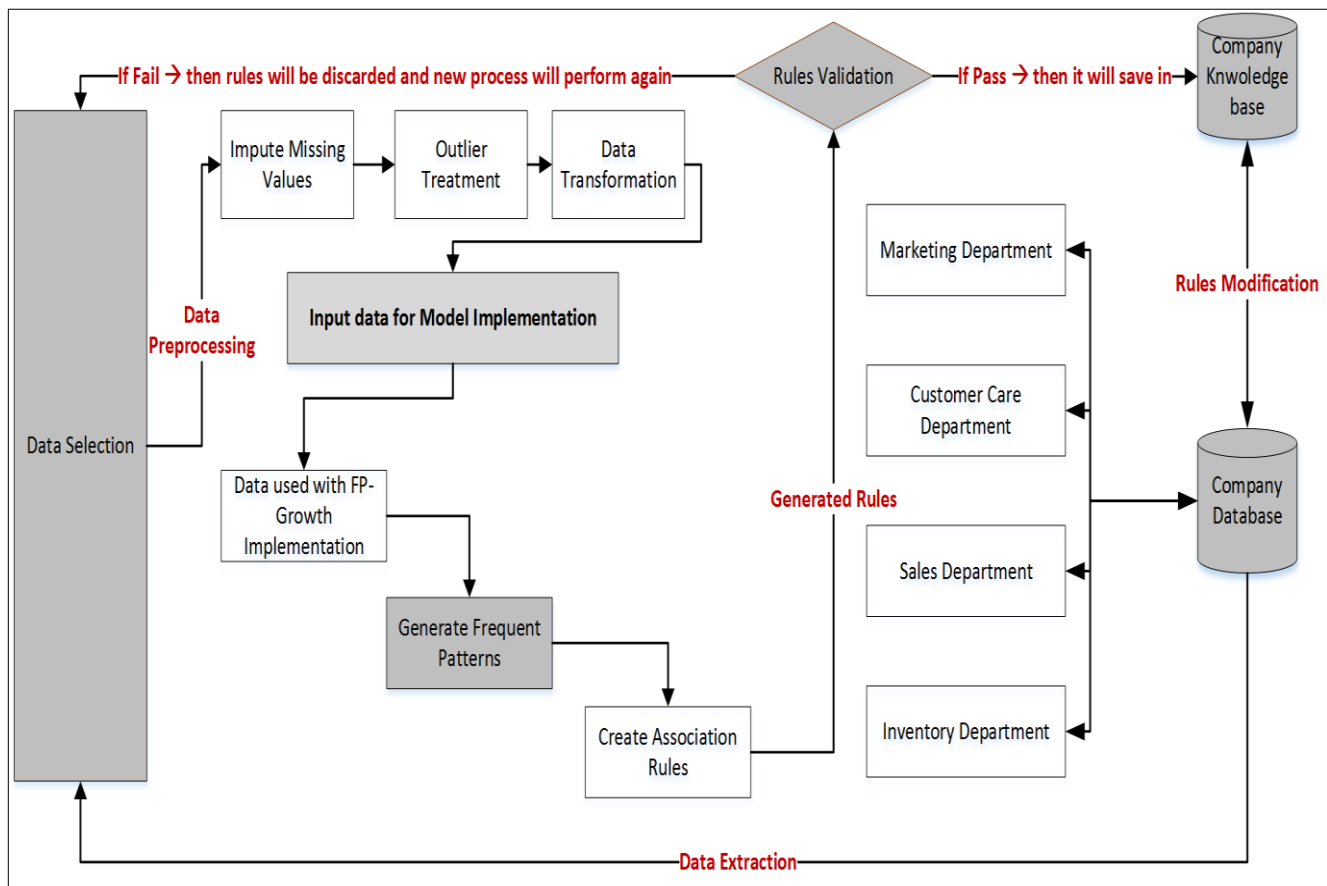 If Fail → then rules will be discarded and new process will perform again
Rules Validation
If Pass → then it will save in
Company
Knwoledge
base
Impute Missing
Values
Outlier
Treatment
Data
Transformation
Marketing Department
Rules Modification
Data
Preprocessing
Input data for Model Implementation
Data Selection
Customer Care
Department
Data used with FP-
Growth
Implementation
Generated Rules
Company
Database
Sales Department
Generate Frequent
Patterns
Create Association
Rules
Inventory Department
Data Extraction